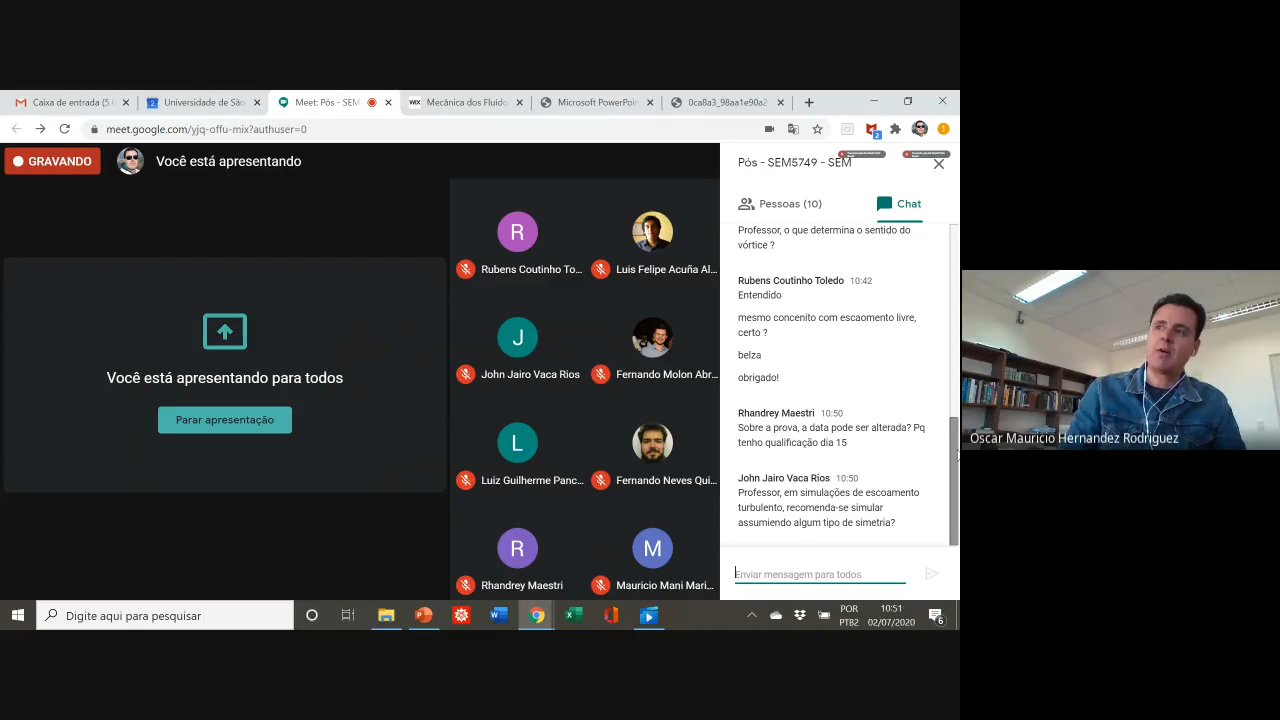 Caixa de entrada (5.0
Universidade de São
Meet: Pós - SEM
WIX
Mecânica dos Fluido
Microsoft PowerPoin
0ca8a3_98aa1e90a2
meet.google.com/yjq-offu-mix?authuser=0
2
GRAVANDO
Você está apresentando
Pós - SEM5749 - SEM
Pessoas (10)
Chat
Você está apresentando para todos
Parar apresentação
R
Rubens Coutinho To...
Luis Felipe Acuña Al...
J
John Jairo Vaca Rios
Fernando Molon Abr...
L
Luiz Guilherme Panc...
Fernando Neves Qui...
R
Rhandrey Maestri
M
Mauricio Mani Mari...
Professor, o que determina o sentido do
vórtice ?
Rubens Coutinho Toledo 10:42
Entendido
mesmo concenito com escaomento livre,
certo ?
belza
obrigado!
Rhandrey Maestri 10:50
Sobre a prova, a data pode ser alterada? Pq
tenho qualificação dia 15
John Jairo Vaca Rios 10:50
Professor, em simulações de escoamento
turbulento, recomenda-se simular
assumiendo algum tipo de simetria?
Enviar mensagem para todos
Oscar Mauricio Hernandez Rodriguez
Digite aqui para pesquisar
POR
PTB2
10:51
02/07/2020
6